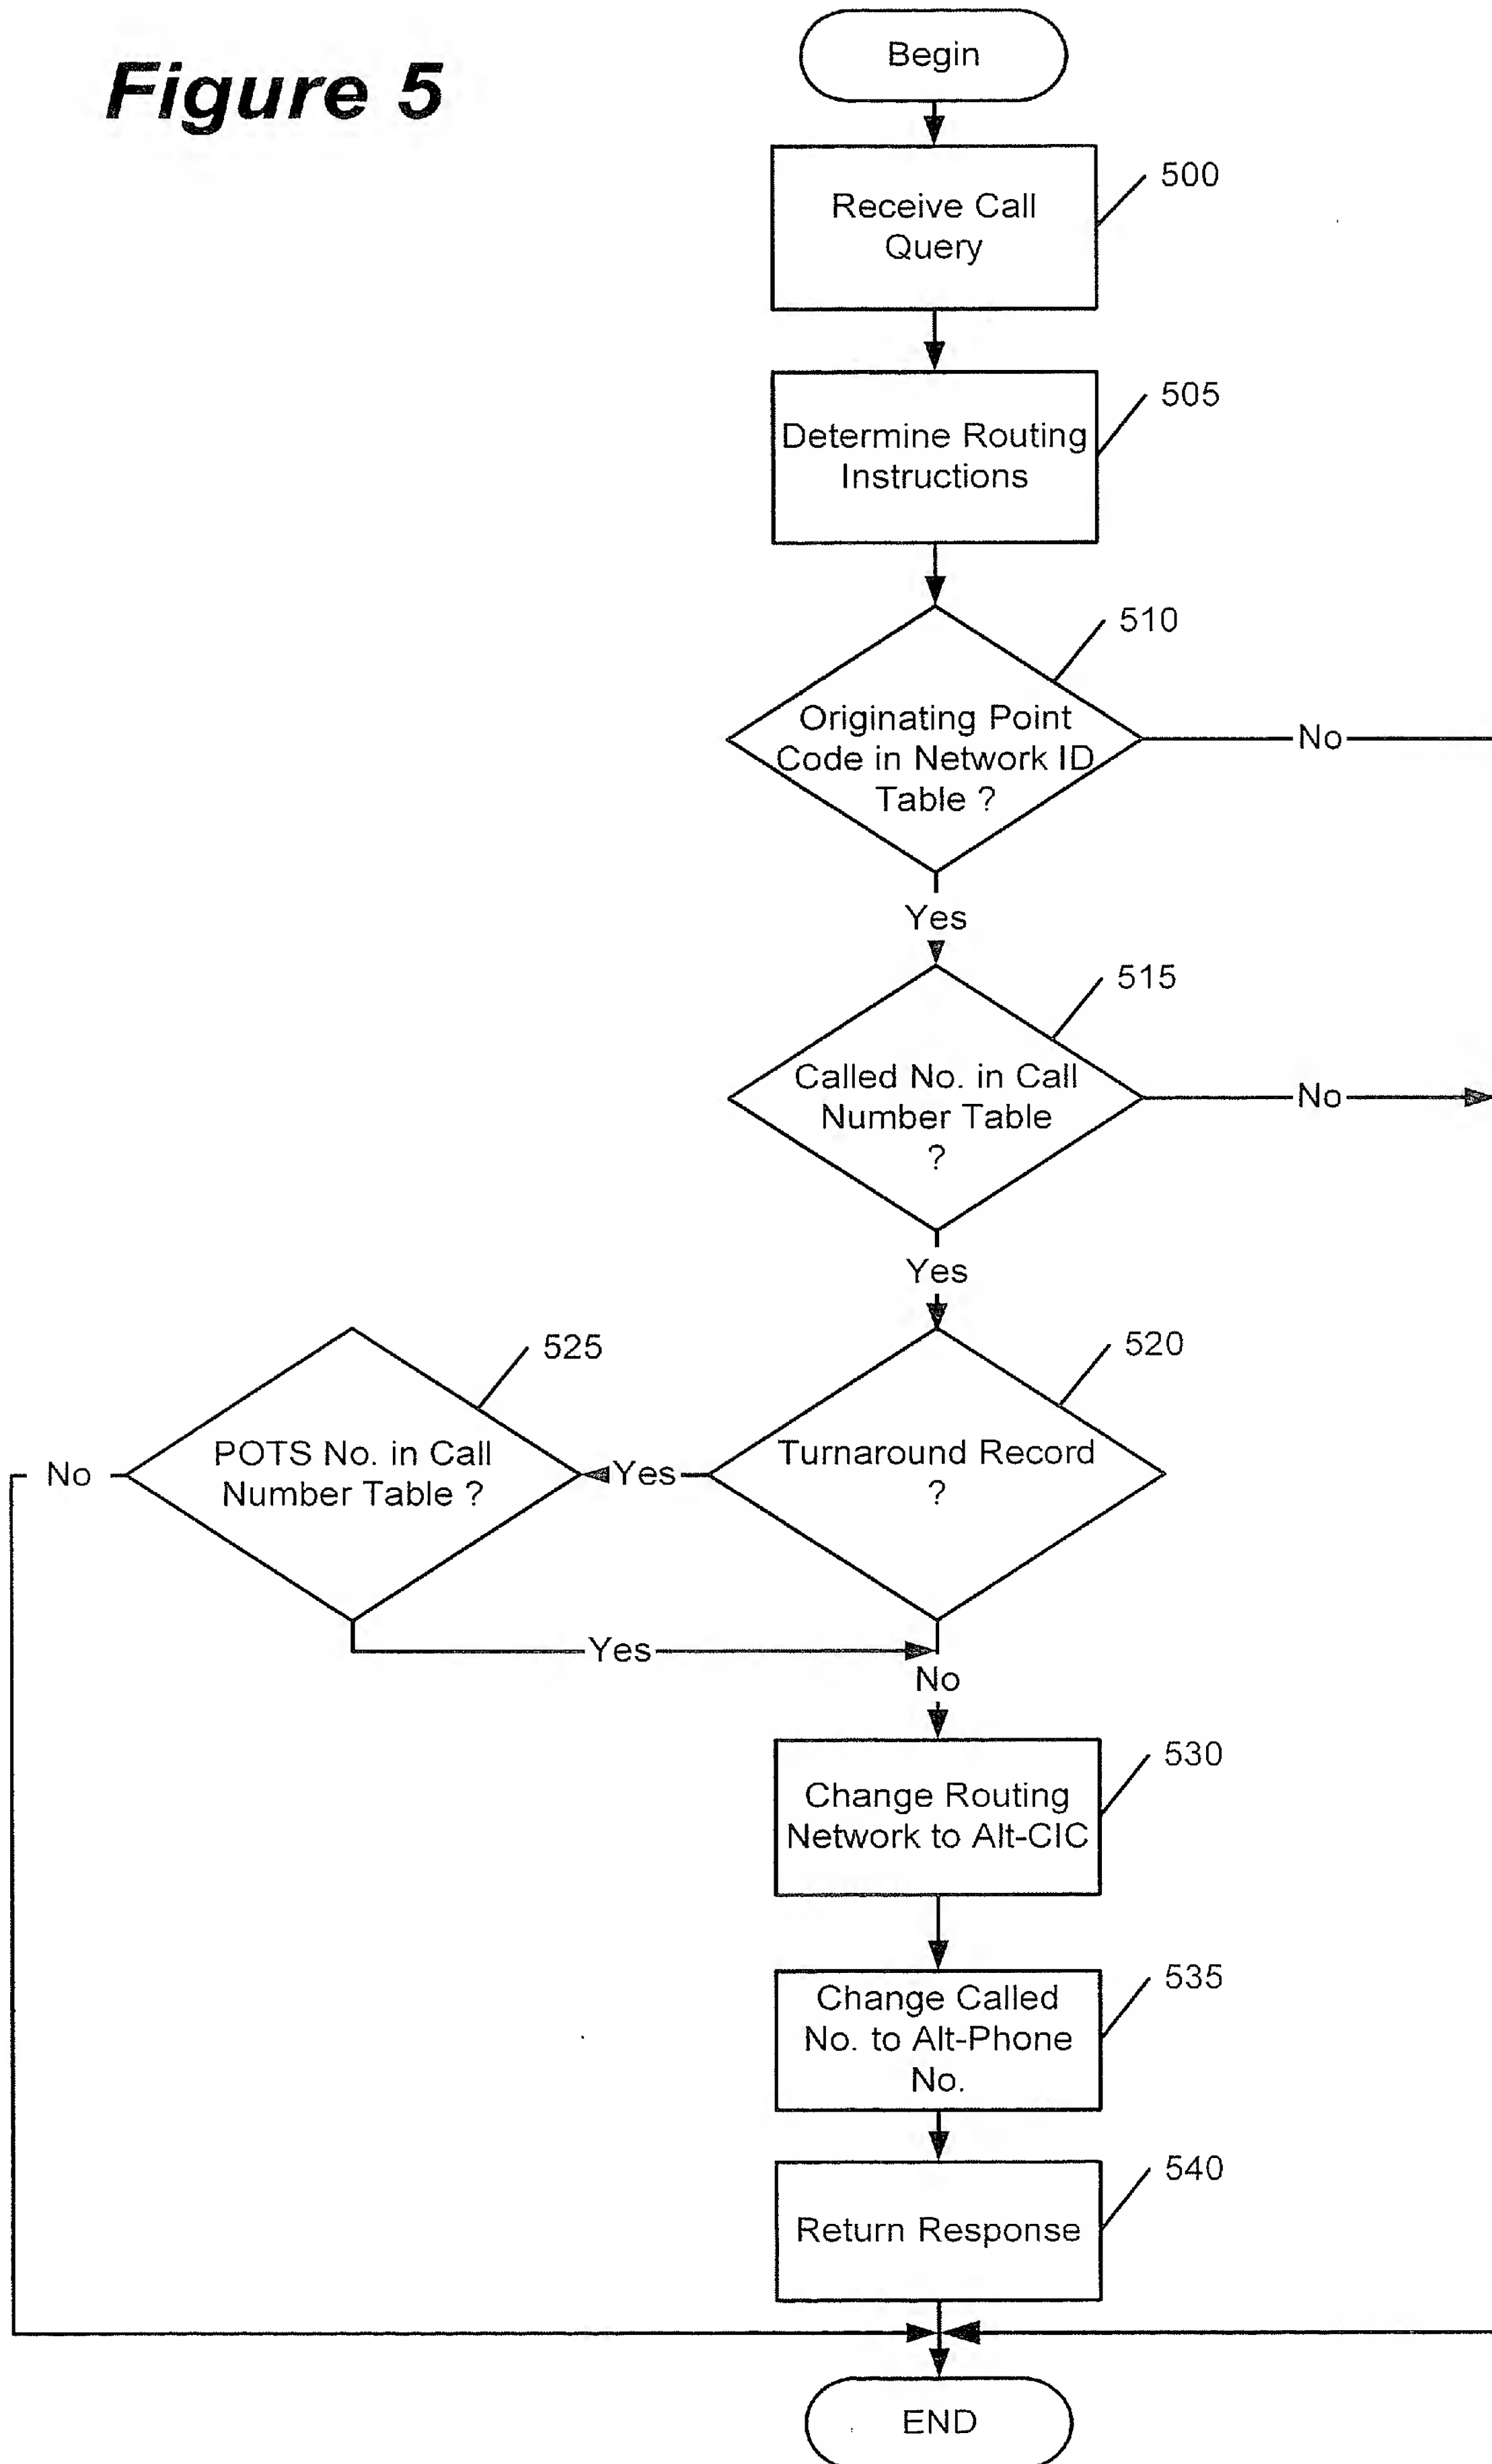 Figure 5
Begin
500
Receive Call
Query
505
Determine Routing
Instructions
510
Originating Point
Code in Network ID
Table ?
No
Yes
515
Called No. in Call
Number Table
?
No
Yes
525
520
POTS No. in Call
Number Table ?
No
Yes
Turnaround Record
?
Yes
No
530
Change Routing
Network to Alt-CIC
535
Change Called
No. to Alt-Phone
No.
540
Return Response
END